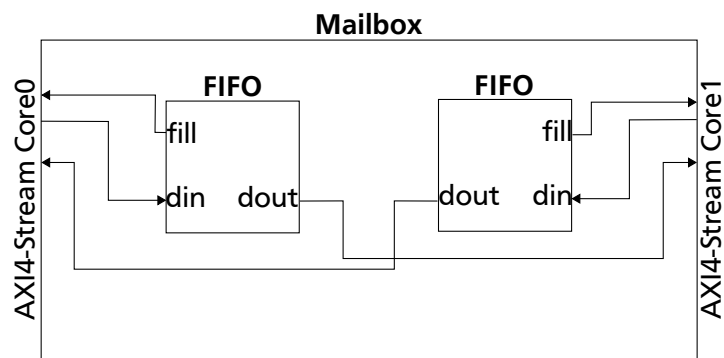 Mailbox
AXI4-Stream Core0
FIFO
fill
din
dout
FIFO
fill
dout
din
AXI4-Stream Core1